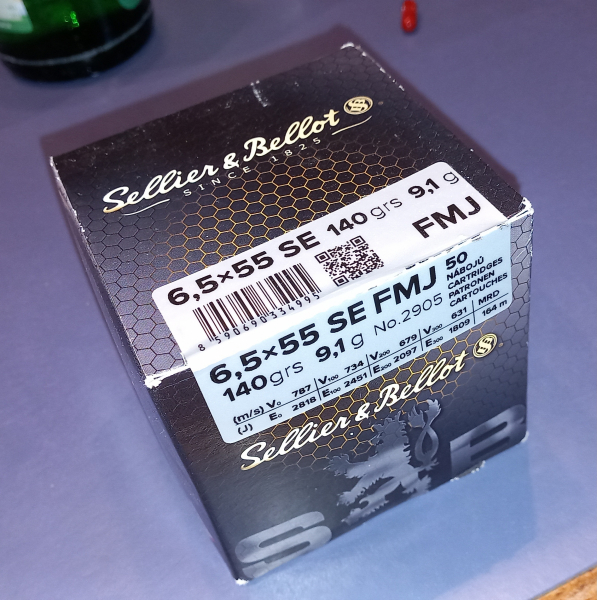 Sellier & Bellot
SINCE 1825
6,5×55 SE 140 grs 9,1 g
FMJ
8 590690 334995
6,5×55 SE FMJ 50
NÁBOJŮ
CARTRIDGES
PATRONEN
CARTOUCHES
140 grs 9,1 g No. 2905
(m/s) V₀ 787 V₁₀₀ 734 V₂₀₀ 679 V₃₀₀ 631 MRD
(J) E₀ 2818 E₁₀₀ 2451 E₂₀₀ 2097 E₃₀₀ 1809 164 m
Sellier & Bellot
S B